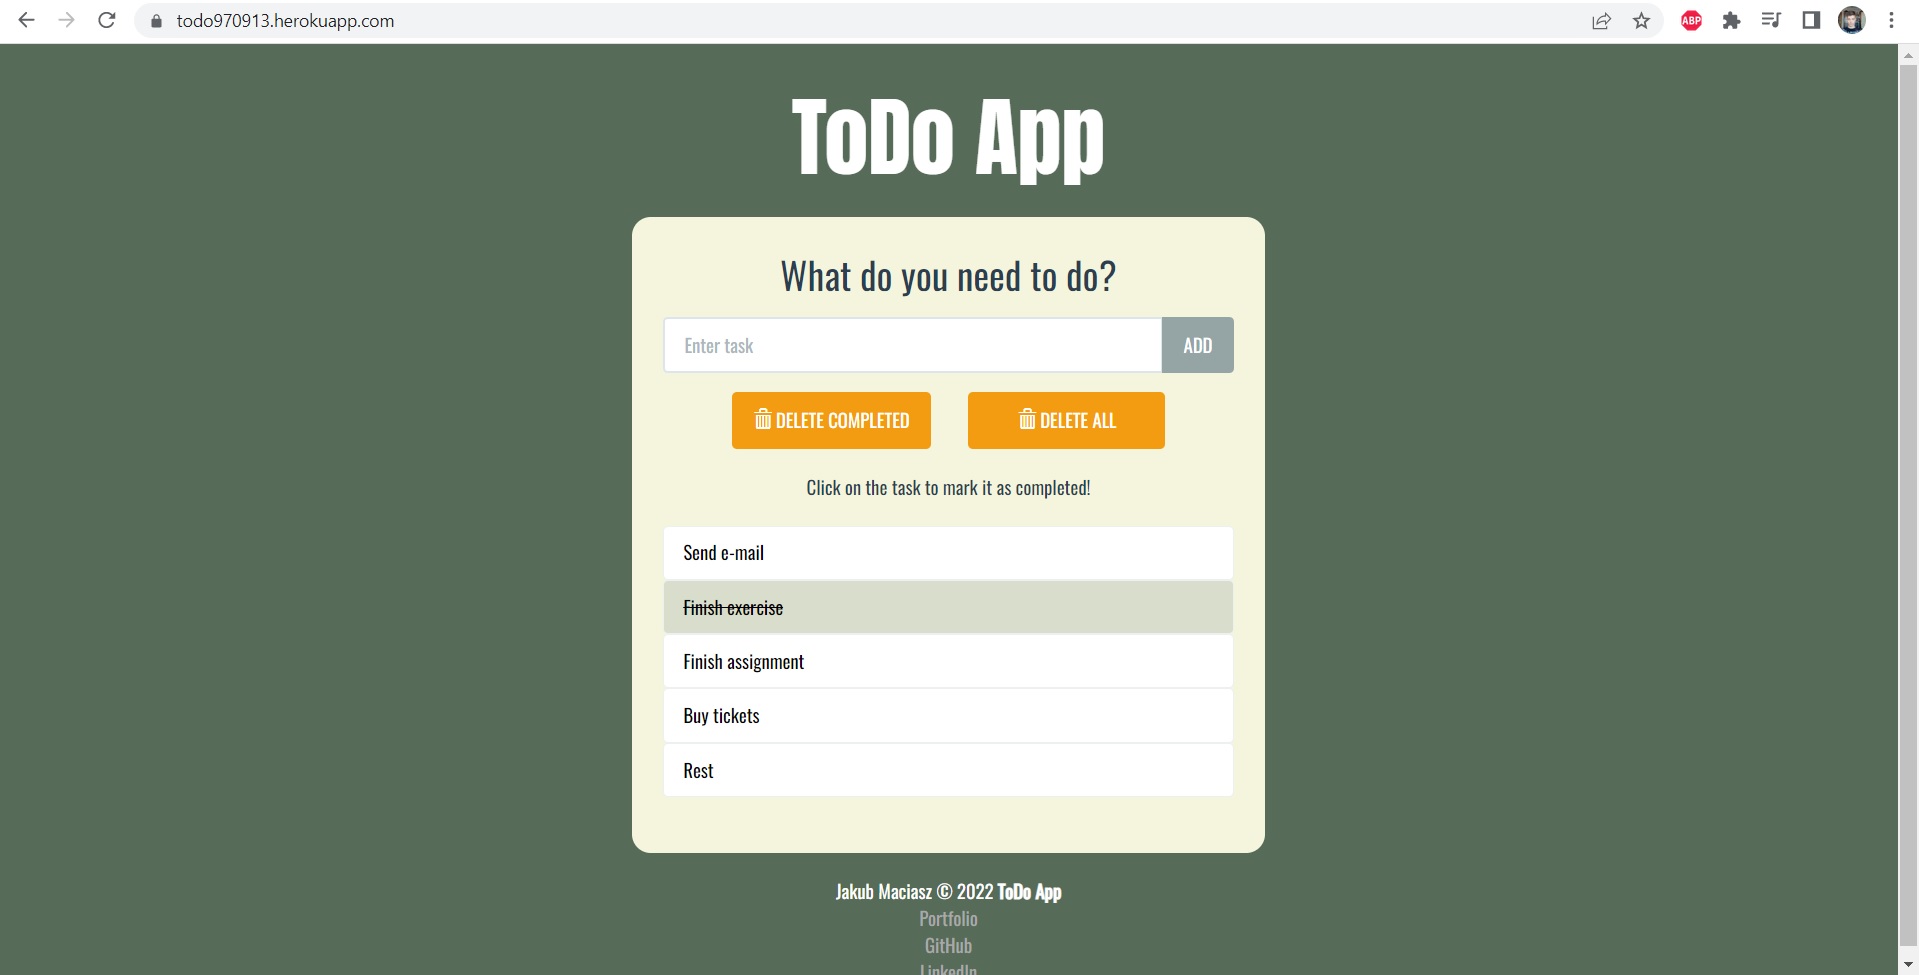 todo970913.herokuapp.com
ABP
ToDo App
What do you need to do?
Enter task
ADD
DELETE COMPLETED
DELETE ALL
Click on the task to mark it as completed!
Send e-mail
Finish exercise
Finish assignment
Buy tickets
Rest
Jakub Maciasz © 2022 ToDo App
Portfolio
GitHub
LinkedIn